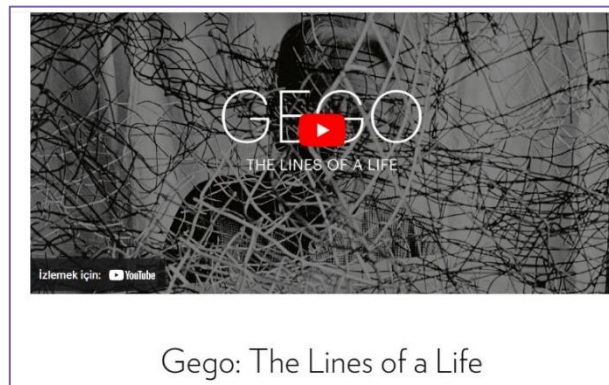 GEGO
THE LINES OF A LIFE
İzlemek için: YouTube
Gego: The Lines of a Life